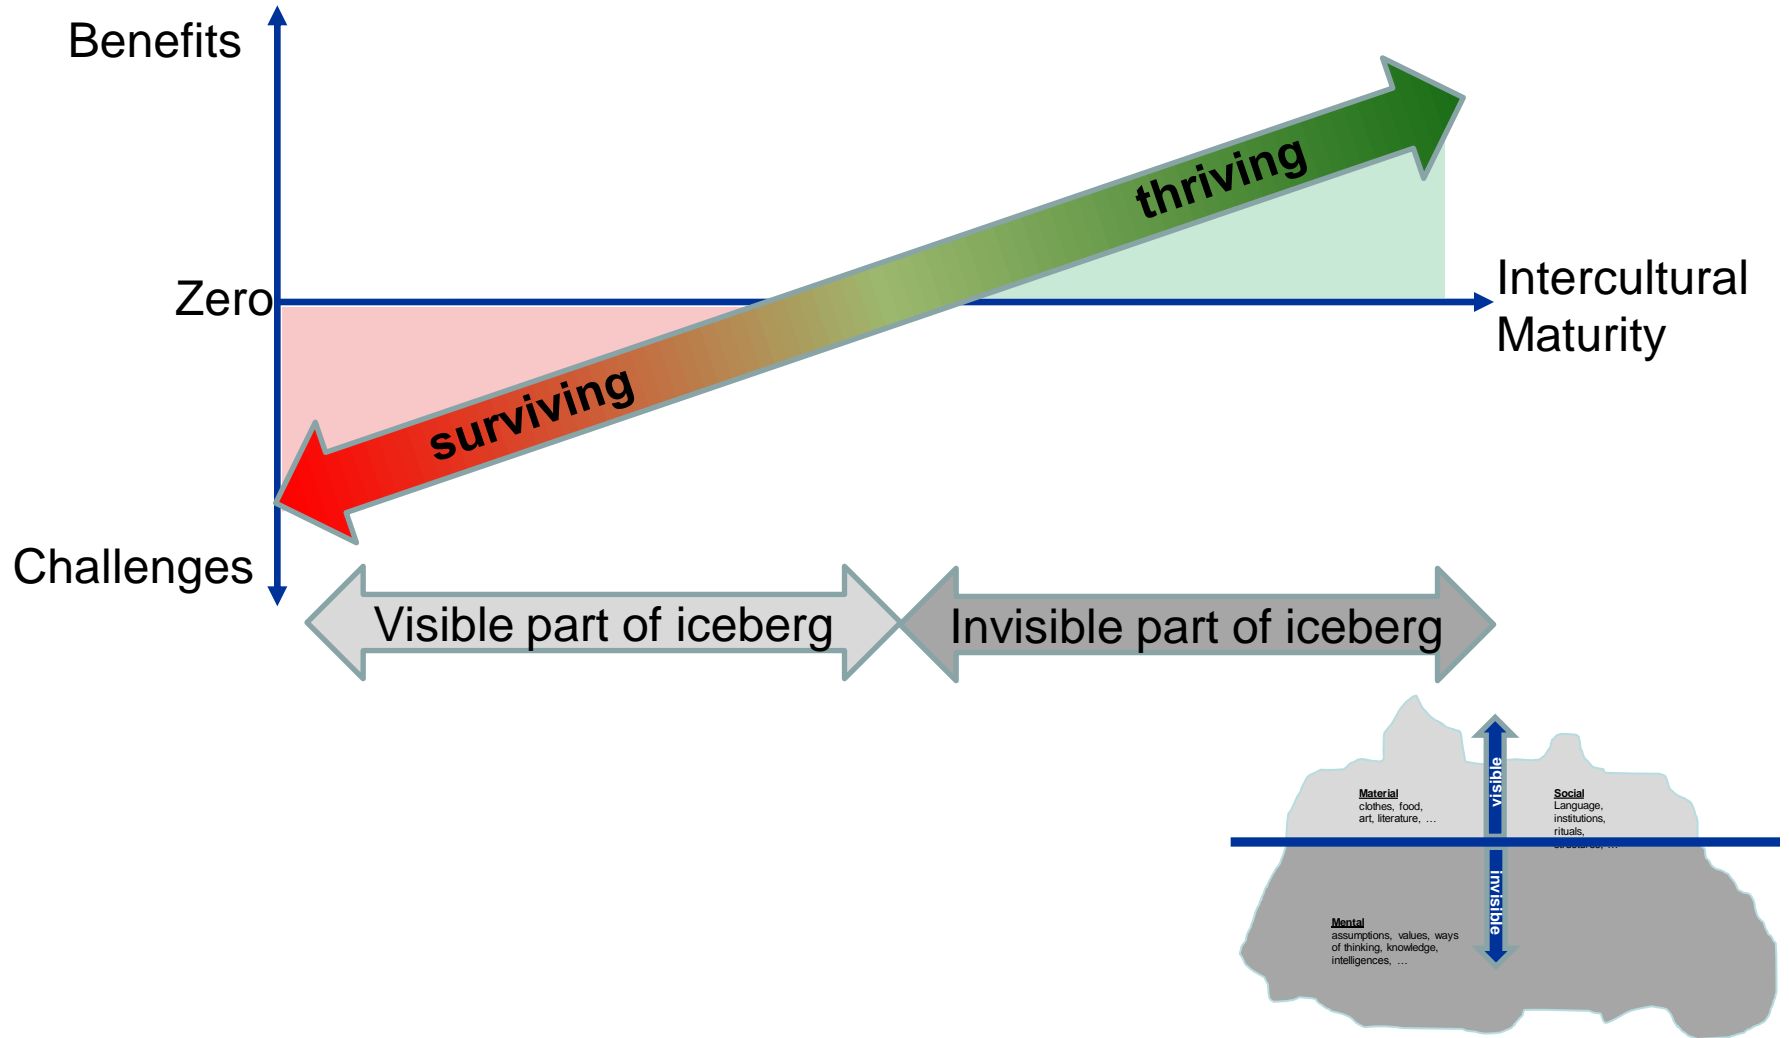 Benefits
thriving
Zero
Intercultural
Maturity
surviving
Challenges
Visible part of iceberg
Invisible part of iceberg
visible
Material
clothes, food,
art, literature, …
Social
Language,
institutions,
rituals,
structures, …
invisible
Mental
assumptions, values, ways
of thinking, knowledge,
intelligences, …